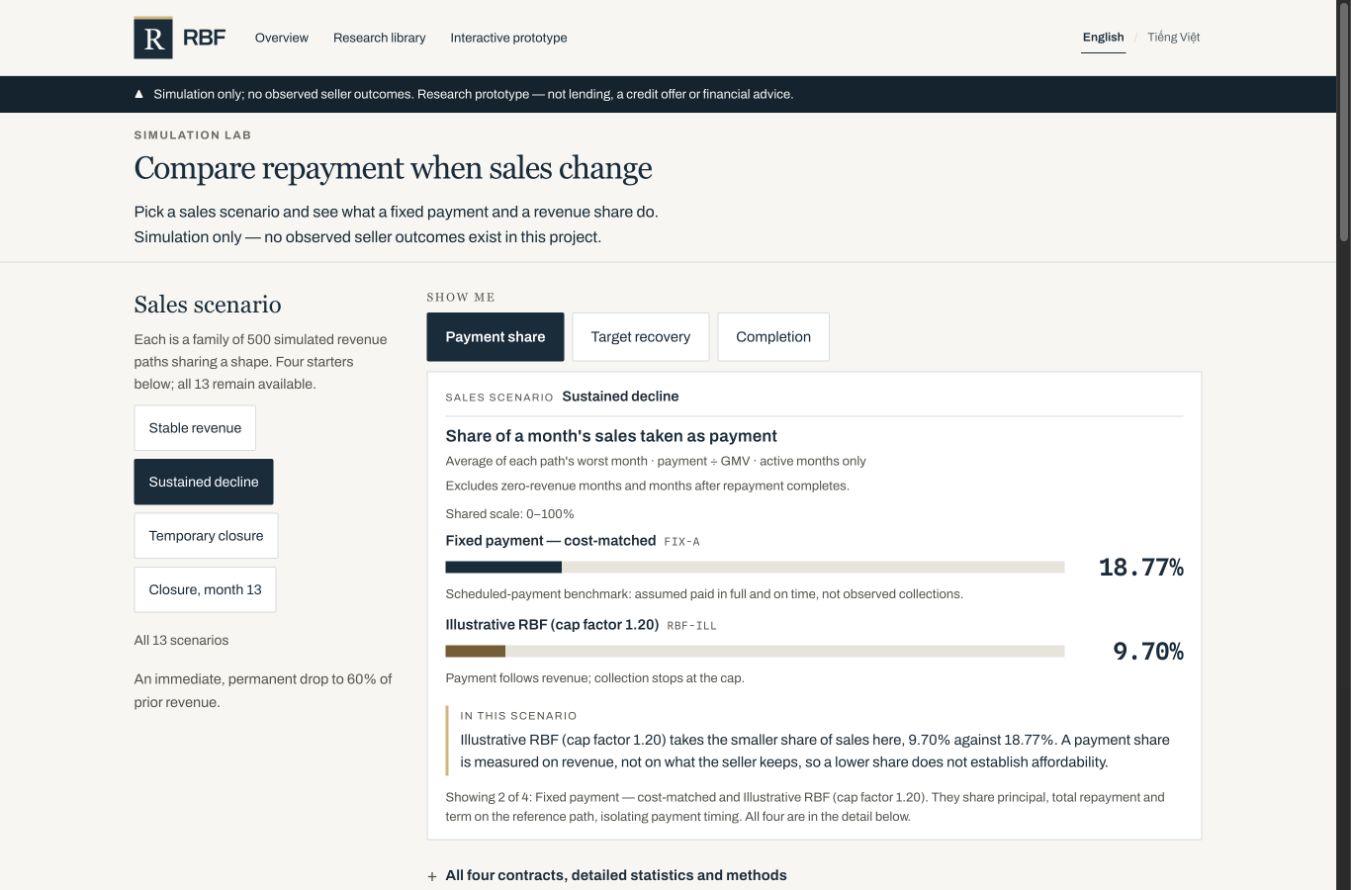 R RBF Overview Research library Interactive prototype English / Tiếng Việt
▲ Simulation only; no observed seller outcomes. Research prototype — not lending, a credit offer or financial advice.
SIMULATION LAB
Compare repayment when sales change
Pick a sales scenario and see what a fixed payment and a revenue share do.
Simulation only — no observed seller outcomes exist in this project.
Sales scenario
Each is a family of 500 simulated revenue
paths sharing a shape. Four starters
below; all 13 remain available.
Stable revenue
Sustained decline
Temporary closure
Closure, month 13
All 13 scenarios
An immediate, permanent drop to 60% of
prior revenue.
SHOW ME
Payment share Target recovery Completion
SALES SCENARIO Sustained decline
Share of a month's sales taken as payment
Average of each path's worst month · payment ÷ GMV · active months only
Excludes zero-revenue months and months after repayment completes.
Shared scale: 0–100%
Fixed payment — cost-matched FIX-A
18.77%
Scheduled-payment benchmark: assumed paid in full and on time, not observed collections.
Illustrative RBF (cap factor 1.20) RBF-ILL
9.70%
Payment follows revenue; collection stops at the cap.
IN THIS SCENARIO
Illustrative RBF (cap factor 1.20) takes the smaller share of sales here, 9.70% against 18.77%. A payment share
is measured on revenue, not on what the seller keeps, so a lower share does not establish affordability.
Showing 2 of 4: Fixed payment — cost-matched and Illustrative RBF (cap factor 1.20). They share principal, total repayment and
term on the reference path, isolating payment timing. All four are in the detail below.
+ All four contracts, detailed statistics and methods